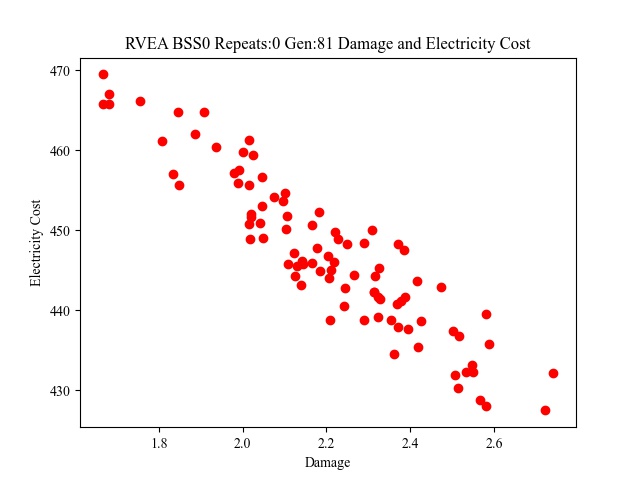 RVEA BSS0 Repeats:0 Gen:81 Damage and Electricity Cost
470
460
450
440
430
Electricity Cost
1.8 2.0 2.2 2.4 2.6
Damage